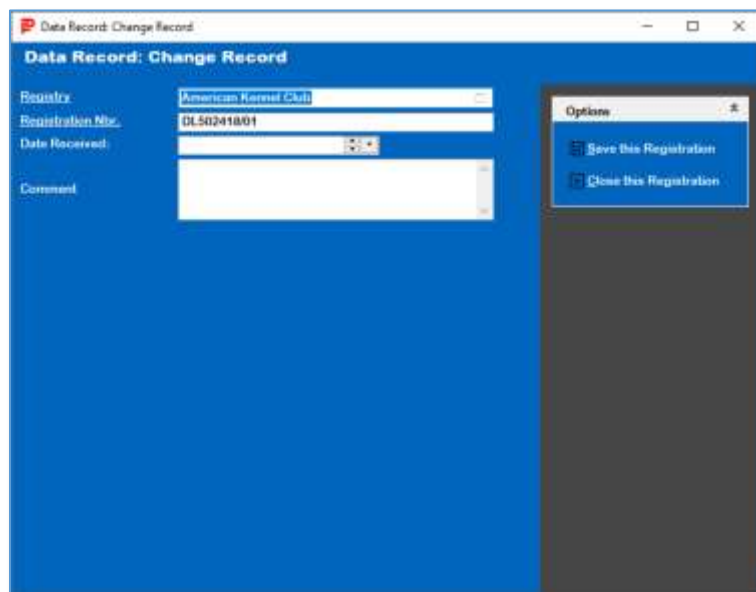 Data Record: Change Record
Data Record: Change Record
Registry
American Kennel Club
Registration Nbr.
DL502418/01
Date Received:
Comment
Options
Save this Registration
Close this Registration